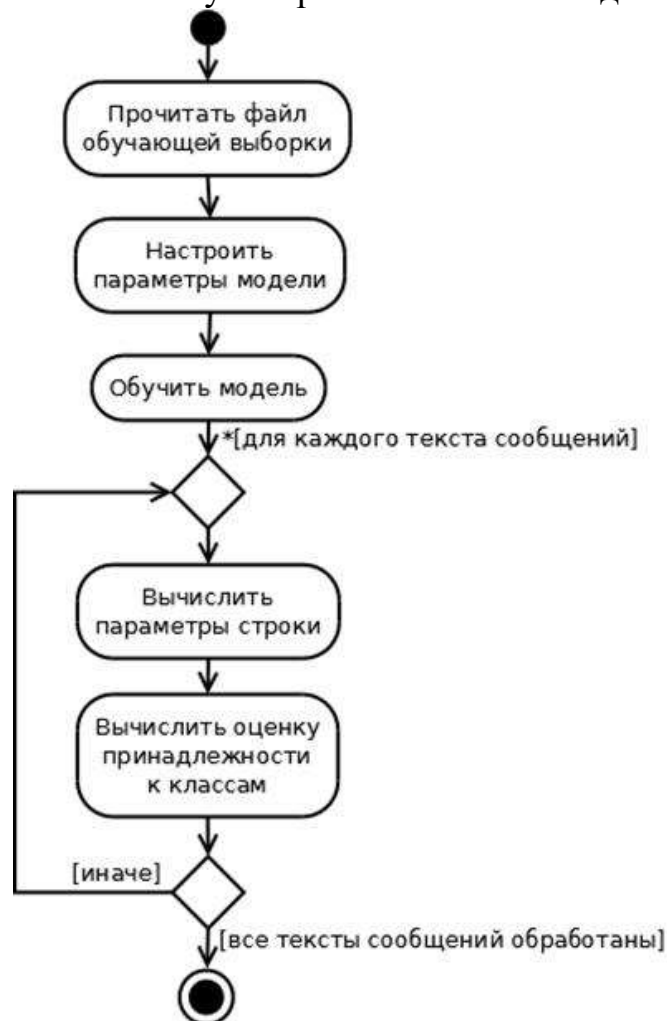 Прочитать файл
обучающей выборки
Настроить
параметры модели
Обучить модель
*[для каждого текста сообщений]
Вычислить
параметры строки
Вычислить оценку
принадлежности
к классам
[иначе]
[все тексты сообщений обработаны]